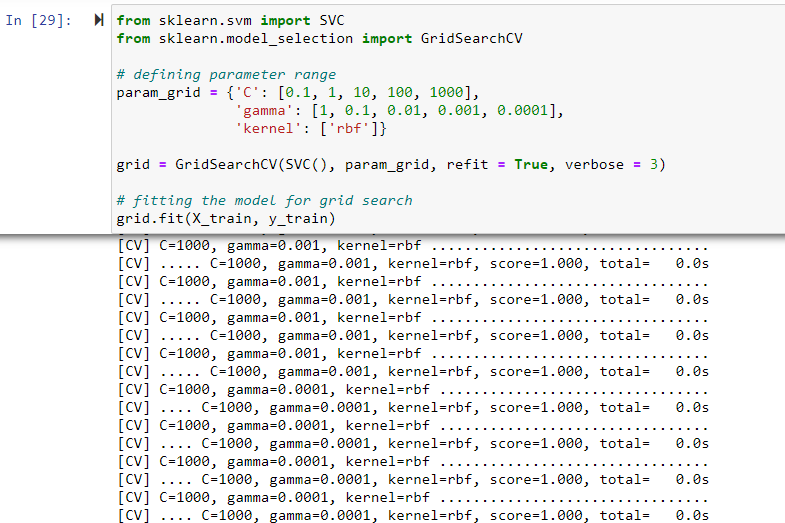 In [29]: from sklearn.svm import SVC
from sklearn.model_selection import GridSearchCV
# defining parameter range
param_grid = {'C': [0.1, 1, 10, 100, 1000],
'gamma': [1, 0.1, 0.01, 0.001, 0.0001],
'kernel': ['rbf']}
grid = GridSearchCV(SVC(), param_grid, refit = True, verbose = 3)
# fitting the model for grid search
grid.fit(X_train, y_train)
[CV] C=1000, gamma=0.001, kernel=rbf .................................
[CV] ..... C=1000, gamma=0.001, kernel=rbf, score=1.000, total=   0.0s
[CV] C=1000, gamma=0.001, kernel=rbf .................................
[CV] ..... C=1000, gamma=0.001, kernel=rbf, score=1.000, total=   0.0s
[CV] C=1000, gamma=0.001, kernel=rbf .................................
[CV] ..... C=1000, gamma=0.001, kernel=rbf, score=1.000, total=   0.0s
[CV] C=1000, gamma=0.001, kernel=rbf .................................
[CV] ..... C=1000, gamma=0.001, kernel=rbf, score=1.000, total=   0.0s
[CV] C=1000, gamma=0.0001, kernel=rbf ................................
[CV] .... C=1000, gamma=0.0001, kernel=rbf, score=1.000, total=   0.0s
[CV] C=1000, gamma=0.0001, kernel=rbf ................................
[CV] .... C=1000, gamma=0.0001, kernel=rbf, score=1.000, total=   0.0s
[CV] C=1000, gamma=0.0001, kernel=rbf ................................
[CV] .... C=1000, gamma=0.0001, kernel=rbf, score=1.000, total=   0.0s
[CV] C=1000, gamma=0.0001, kernel=rbf ................................
[CV] .... C=1000, gamma=0.0001, kernel=rbf, score=1.000, total=   0.0s